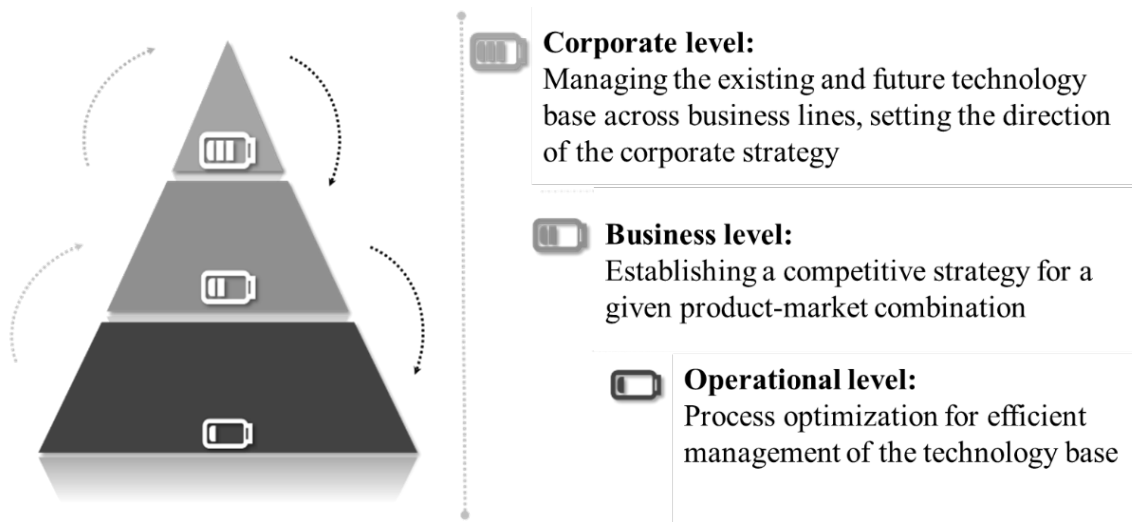 Corporate level:
Managing the existing and future technology
base across business lines, setting the direction
of the corporate strategy
Business level:
Establishing a competitive strategy for a
given product-market combination
Operational level:
Process optimization for efficient
management of the technology base